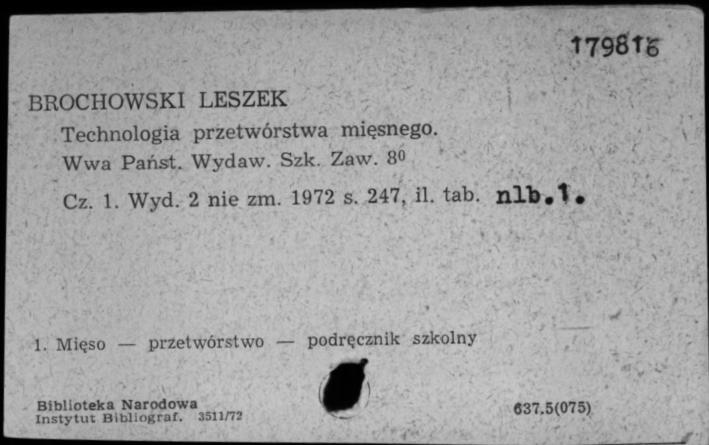 179816
BROCHOWSKI LESZEK
Technologia przetwórstwa mięsnego.
Wwa Państ. Wydaw. Szk. Zaw. 8⁰
Cz. 1. Wyd. 2 nie zm. 1972 s. 247, il. tab. nlb.1.
1. Mięso — przetwórstwo — podręcznik szkolny
Biblioteka Narodowa
Instytut Bibliograf. 3511/72
637.5(075)